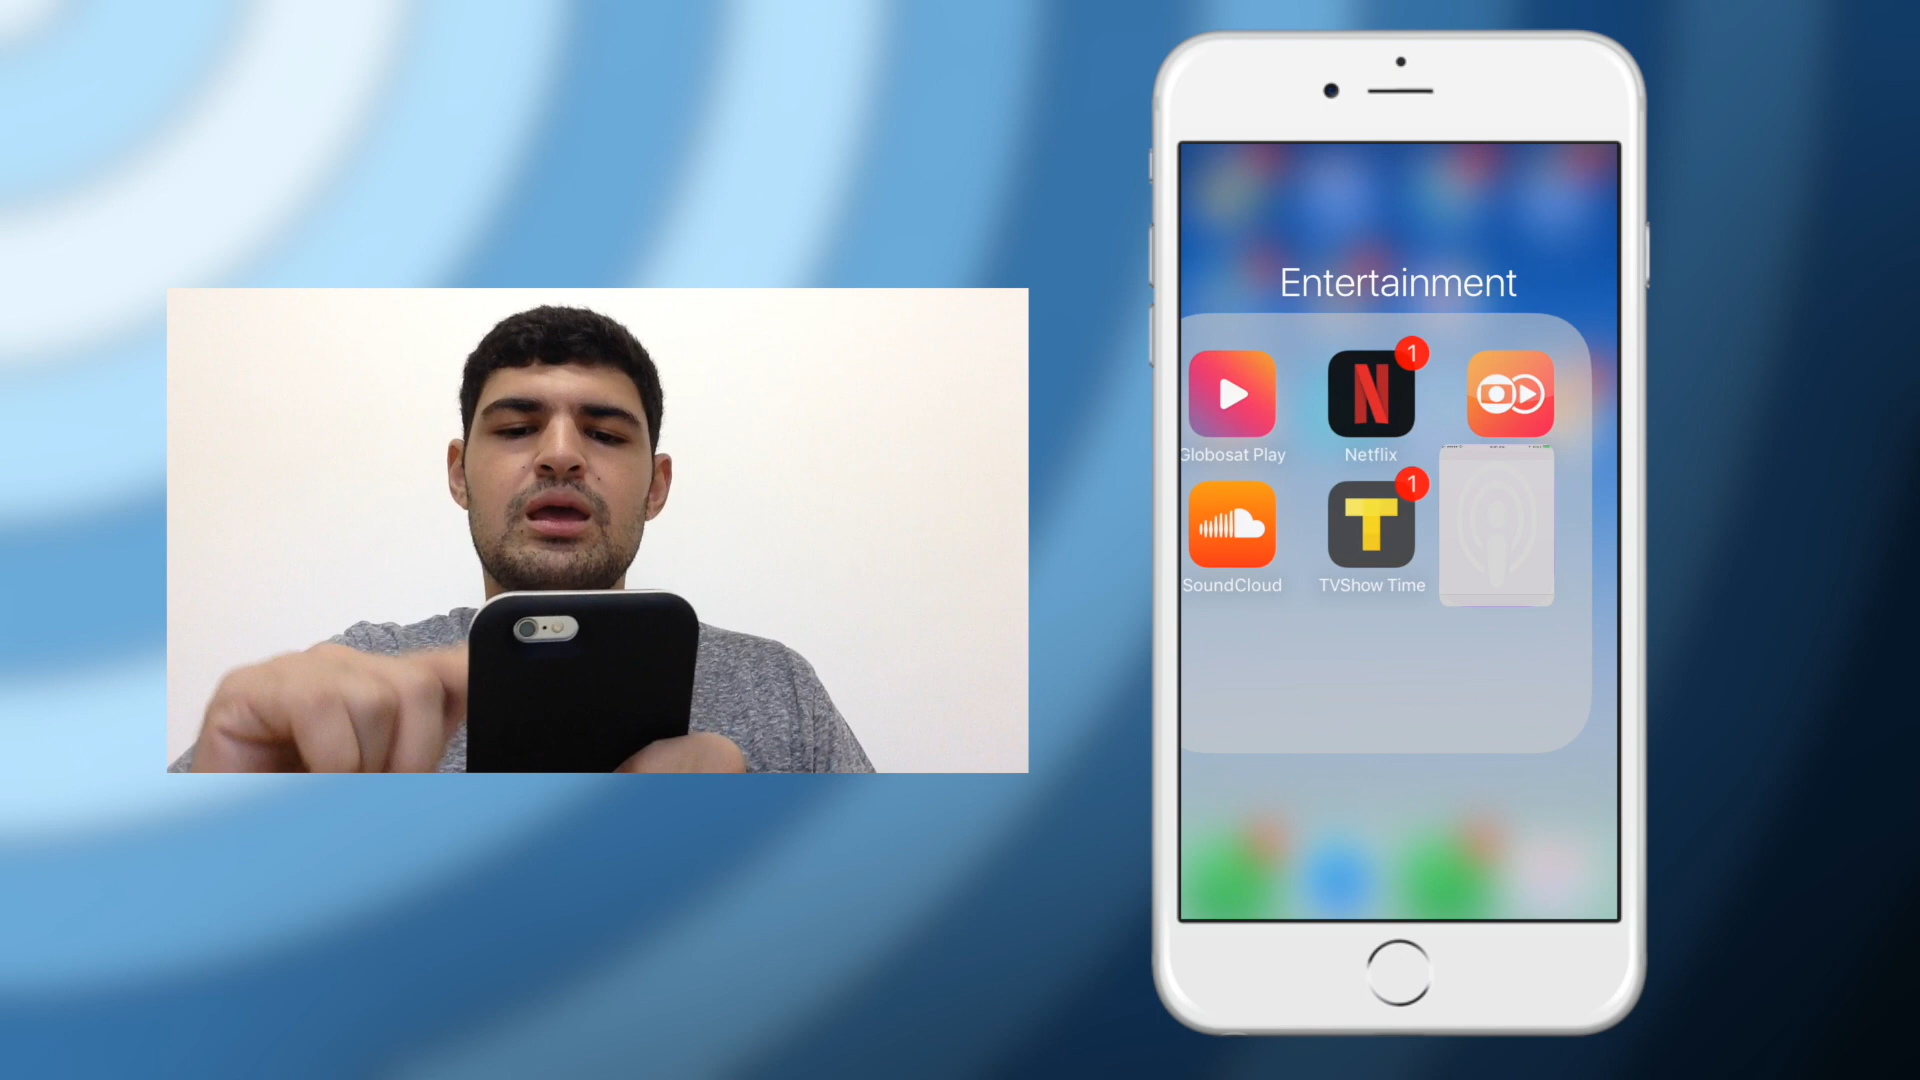 Entertainment
1
N
Globosat Play
Netflix
1
T
SoundCloud
TVShow Time